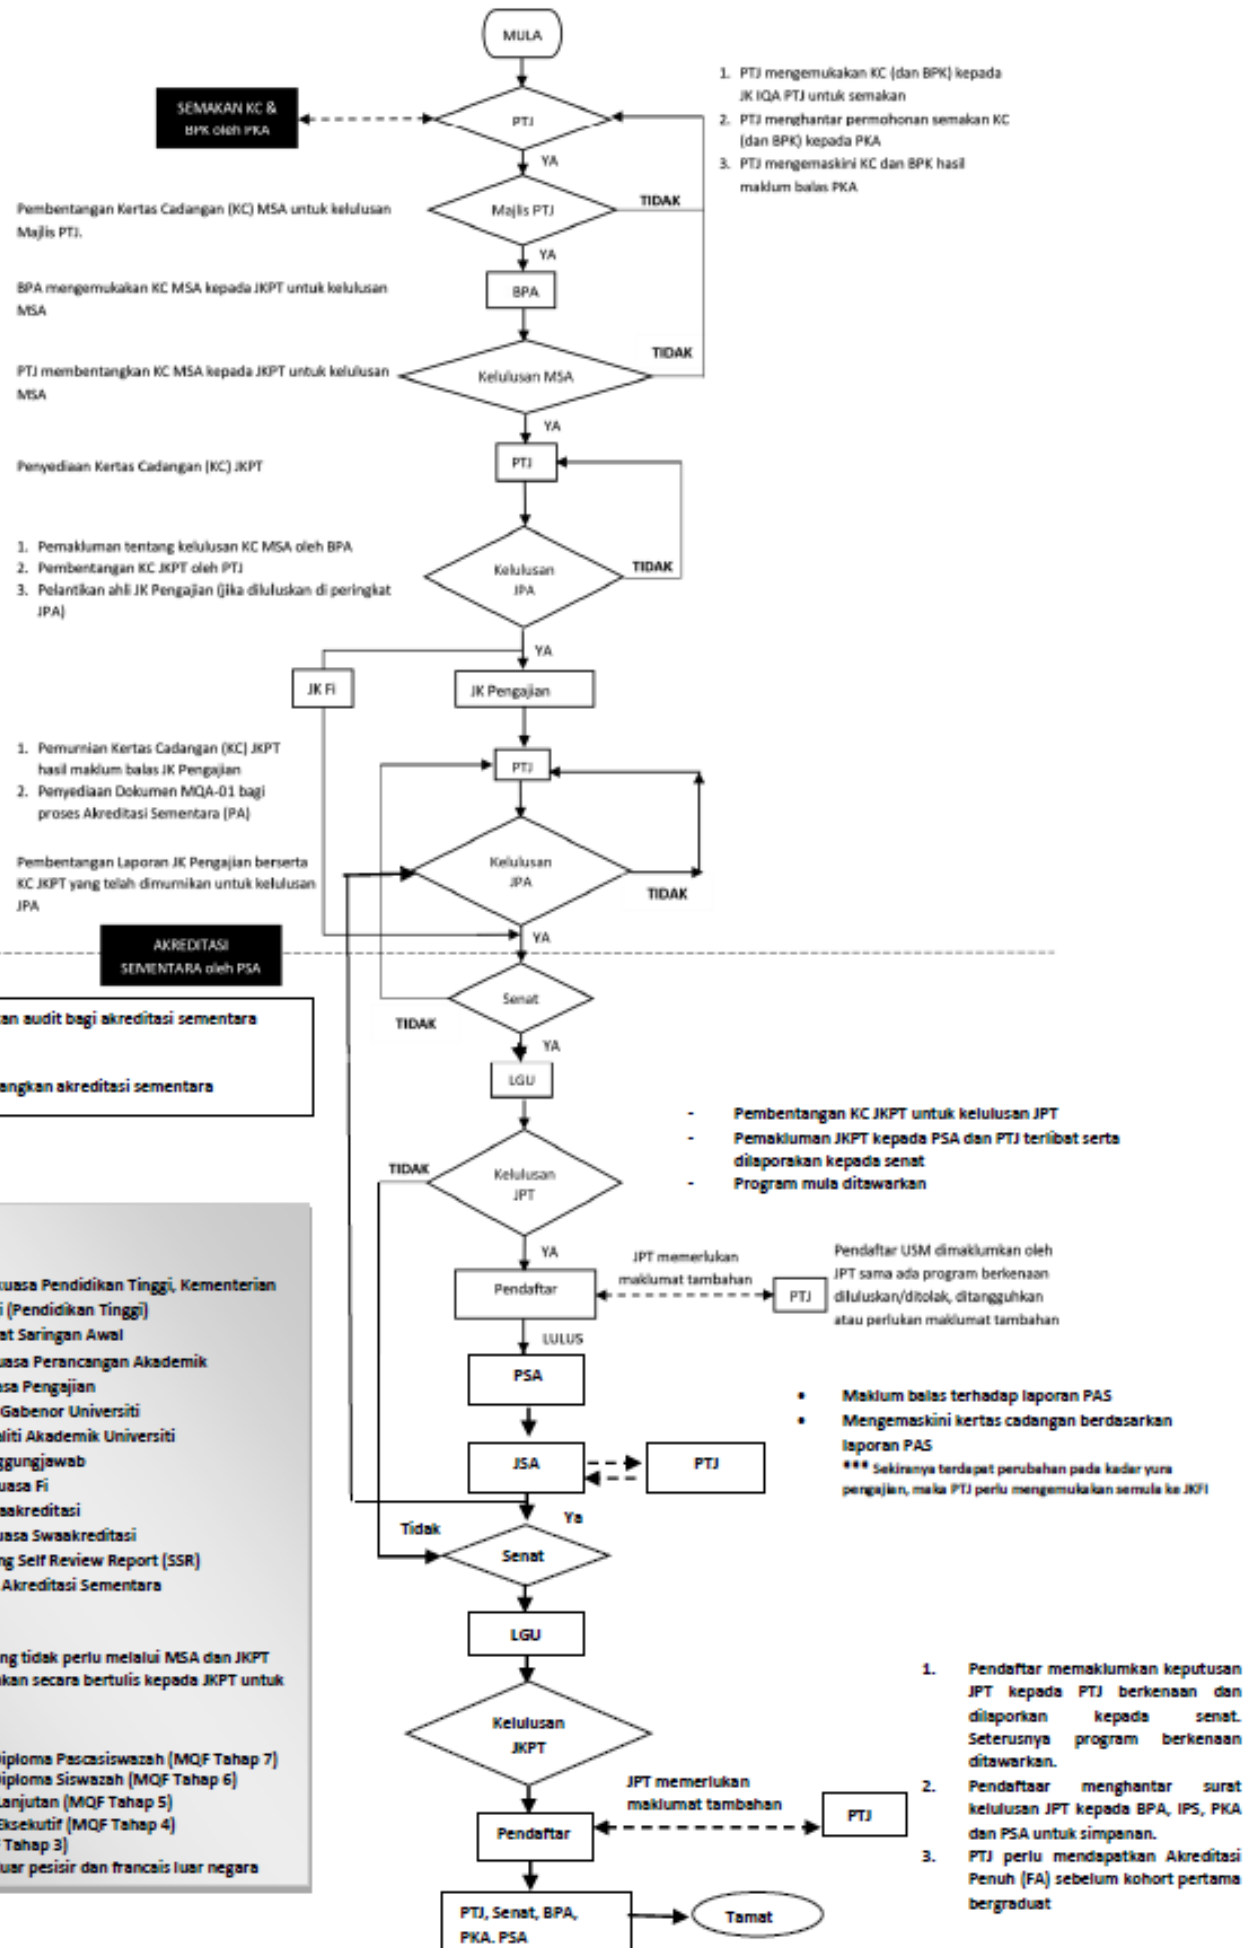 MULA
1. PTJ mengemukakan KC (dan BPK) kepada
JK IQA PTJ untuk semakan
2. PTJ menghantar permohonan semakan KC
(dan BPK) kepada PKA
3. PTJ mengemaskini KC dan BPK hasil
maklum balas PKA
SEMAKAN KC &
BPK oleh PKA
PTJ
YA
Pembentangan Kertas Cadangan (KC) MSA untuk kelulusan
Majlis PTJ.
Majlis PTJ
TIDAK
YA
BPA mengemukakan KC MSA kepada JKPT untuk kelulusan
MSA
BPA
TIDAK
PTJ membentangkan KC MSA kepada JKPT untuk kelulusan
MSA
Kelulusan MSA
YA
Penyediaan Kertas Cadangan (KC) JKPT
PTJ
1. Pemakluman tentang kelulusan KC MSA oleh BPA
2. Pembentangan KC JKPT oleh PTJ
3. Pelantikan ahli JK Pengajian (jika diluluskan di peringkat
JPA)
Kelulusan
JPA
TIDAK
YA
JK Fi
JK Pengajian
1. Pemurnian Kertas Cadangan (KC) JKPT
hasil maklum balas JK Pengajian
2. Penyediaan Dokumen MQA-01 bagi
proses Akreditasi Sementara (PA)
PTJ
Pembentangan Laporan JK Pengajian berserta
KC JKPT yang telah dimurnikan untuk kelulusan
JPA
Kelulusan
JPA
TIDAK
YA
AKREDITASI
SEMENTARA oleh PSA
Senat
TIDAK
YA
an audit bagi akreditasi sementara
angkan akreditasi sementara
LGU
- Pembentangan KC JKPT untuk kelulusan JPT
- Pemakluman JKPT kepada PSA dan PTJ terlibat serta
dilaporakan kepada senat
- Program mula ditawarkan
TIDAK
Kelulusan
JPT
YA
JPT memerlukan
maklumat tambahan
Pendaftar USM dimaklumkan oleh
JPT sama ada program berkenaan
diluluskan/ditolak, ditangguhkan
atau perlukan maklumat tambahan
Pendaftar
PTJ
LULUS
uasa Pendidikan Tinggi, Kementerian
i (Pendidikan Tinggi)
at Saringan Awal
uasa Perancangan Akademik
asa Pengajian
Gabenor Universiti
aliti Akademik Universiti
ggungjawab
uasa Fi
aakreditasi
uasa Swaakreditasi
ng Self Review Report (SSR)
Akreditasi Sementara
ng tidak perlu melalui MSA dan JKPT
kan secara bertulis kepada JKPT untuk
Diploma Pascasiswazah (MQF Tahap 7)
Diploma Siswazah (MQF Tahap 6)
Lanjutan (MQF Tahap 5)
Eksekutif (MQF Tahap 4)
F Tahap 3)
luar pesisir dan francais luar negara
PSA
• Maklum balas terhadap laporan PAS
• Mengemaskini kertas cadangan berdasarkan
laporan PAS
*** Sekiranya terdapat perubahan pada kadar yura
pengajian, maka PTJ perlu mengemukakan semula ke JKFI
JSA
PTJ
Tidak
Ya
Senat
LGU
Kelulusan
JKPT
JPT memerlukan
maklumat tambahan
Pendaftar
PTJ
1. Pendaftar memaklumkan keputusan
JPT kepada PTJ berkenaan dan
dilaporkan kepada senat.
Seterusnya program berkenaan
ditawarkan.
2. Pendaftaar menghantar surat
kelulusan JPT kepada BPA, IPS, PKA
dan PSA untuk simpanan.
3. PTJ perlu mendapatkan Akreditasi
Penuh (FA) sebelum kohort pertama
bergraduat
PTJ, Senat, BPA,
PKA. PSA
Tamat